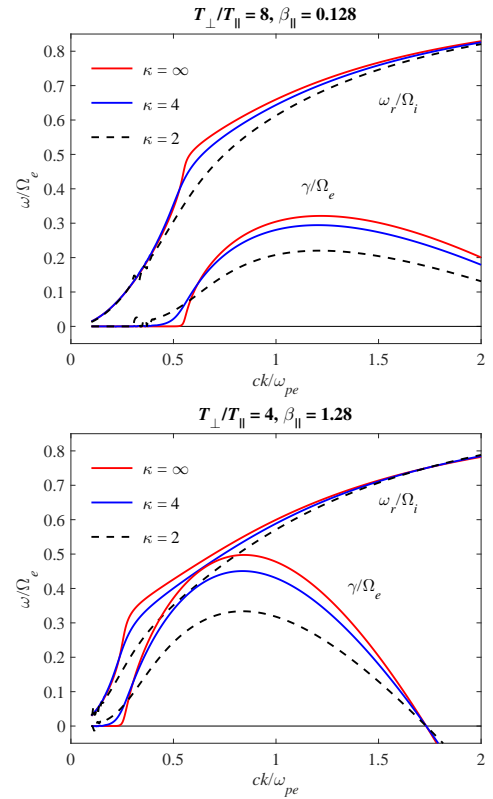 T⊥/T∥ = 8, β∥ = 0.128
0.8
0.7
0.6
0.5
0.4
0.3
0.2
0.1
0
ω/Ωe
κ = ∞
κ = 4
κ = 2
ωr/Ωi
γ/Ωe
0 0.5 1 1.5 2
ck/ωpe
T⊥/T∥ = 4, β∥ = 1.28
0.8
0.7
0.6
0.5
0.4
0.3
0.2
0.1
0
ω/Ωe
κ = ∞
κ = 4
κ = 2
ωr/Ωi
γ/Ωe
0 0.5 1 1.5 2
ck/ωpe